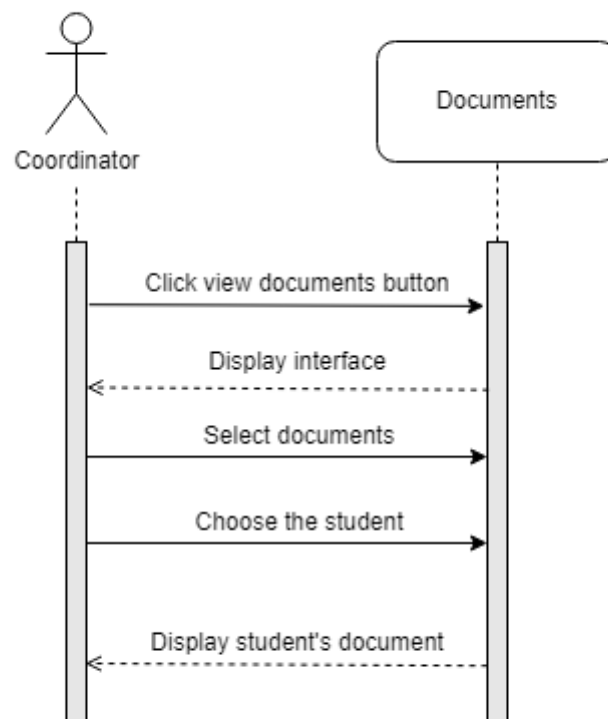 Documents
Coordinator
Click view documents button
Display interface
Select documents
Choose the student
Display student's document